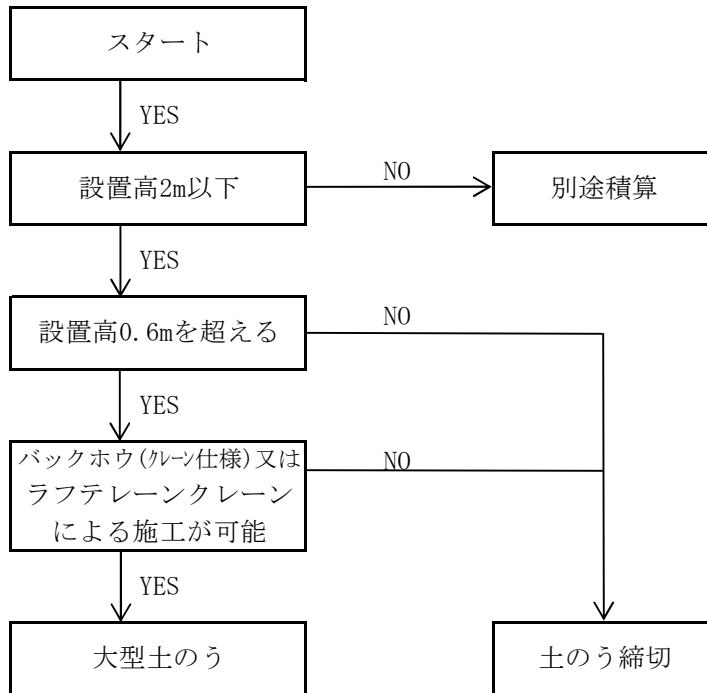 スタート
YES
設置高2m以下
NO
別途積算
YES
設置高0.6mを超える
NO
YES
バックホウ(クレーン仕様)又は
ラフテレーンクレーン
による施工が可能
NO
YES
大型土のう
土のう締切